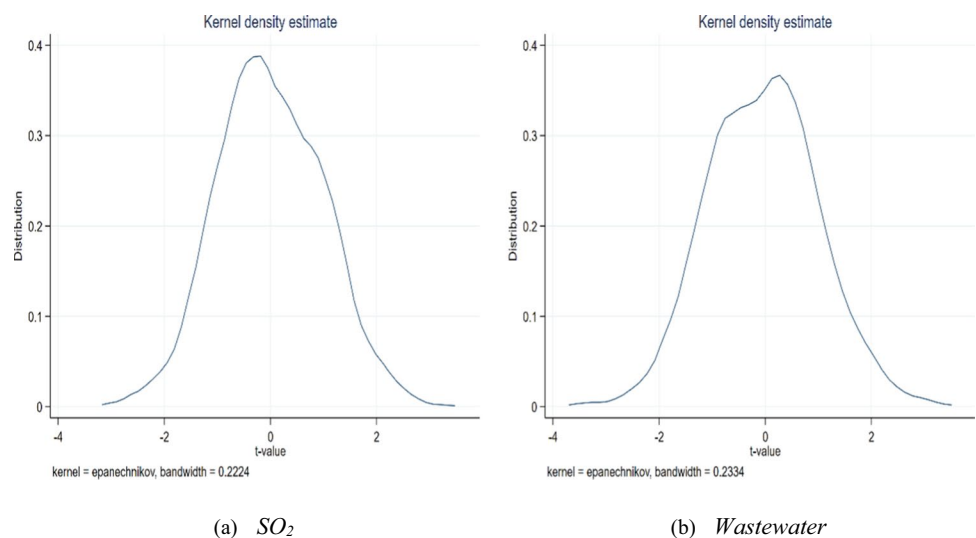 Kernel density estimate
0.4
0.3
0.2
0.1
0
Distribution
-4
-2
0
2
t-value
kernel = epanechnikov, bandwidth = 0.2224
(a) SO₂
Kernel density estimate
0.4
0.3
0.2
0.1
0
Distribution
-4
-2
0
2
t-value
kernel = epanechnikov, bandwidth = 0.2334
(b) Wastewater